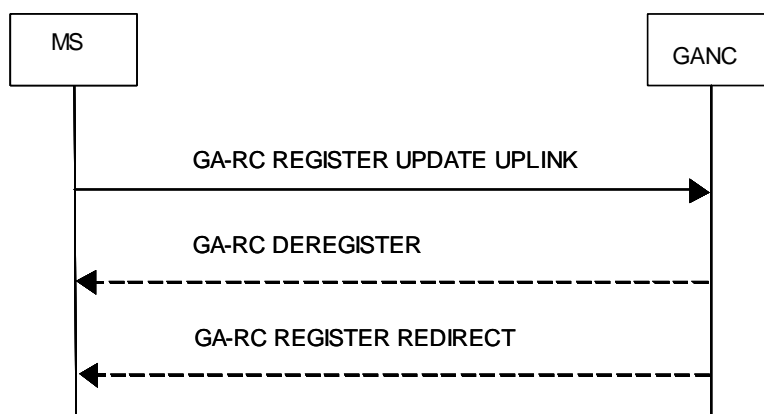 MS
GANC
GA-RC REGISTER UPDATE UPLINK
GA-RC DEREGISTER
GA-RC REGISTER REDIRECT